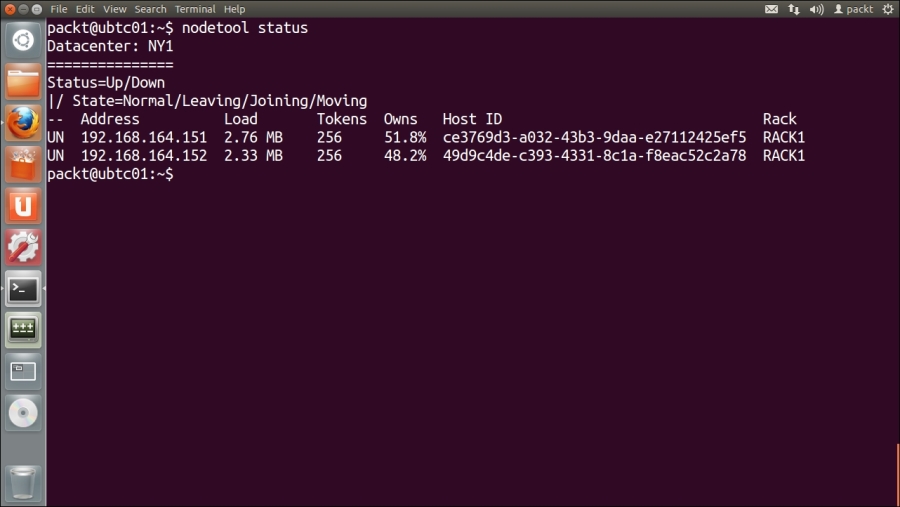 File Edit View Search Terminal Help packt
packt@ubtc01:~$ nodetool status
Datacenter: NY1
===============
Status=Up/Down
|/ State=Normal/Leaving/Joining/Moving
-- Address Load Tokens Owns Host ID Rack
UN 192.168.164.151 2.76 MB 256 51.8% ce3769d3-a032-43b3-9daa-e27112425ef5 RACK1
UN 192.168.164.152 2.33 MB 256 48.2% 49d9c4de-c393-4331-8c1a-f8eac52c2a78 RACK1
packt@ubtc01:~$